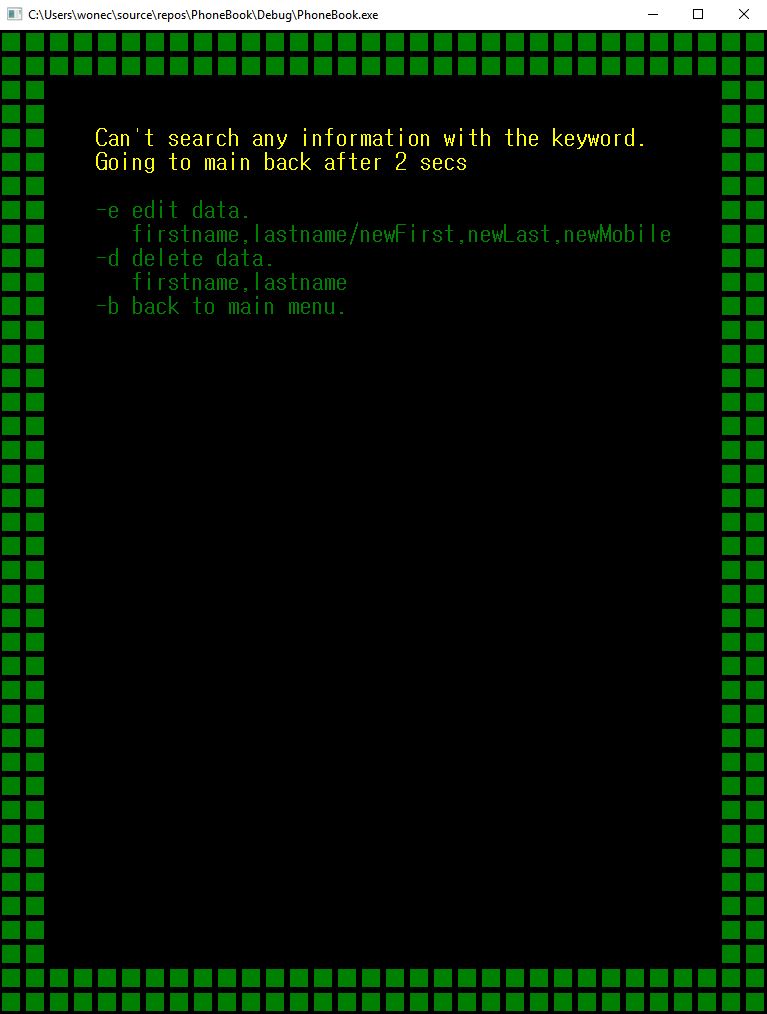 C:\Users\wonec\source\repos\PhoneBook\Debug\PhoneBook.exe
Can't search any information with the keyword.
Going to main back after 2 secs
-e edit data.
firstname,lastname/newFirst,newLast,newMobile
-d delete data.
firstname,lastname
-b back to main menu.